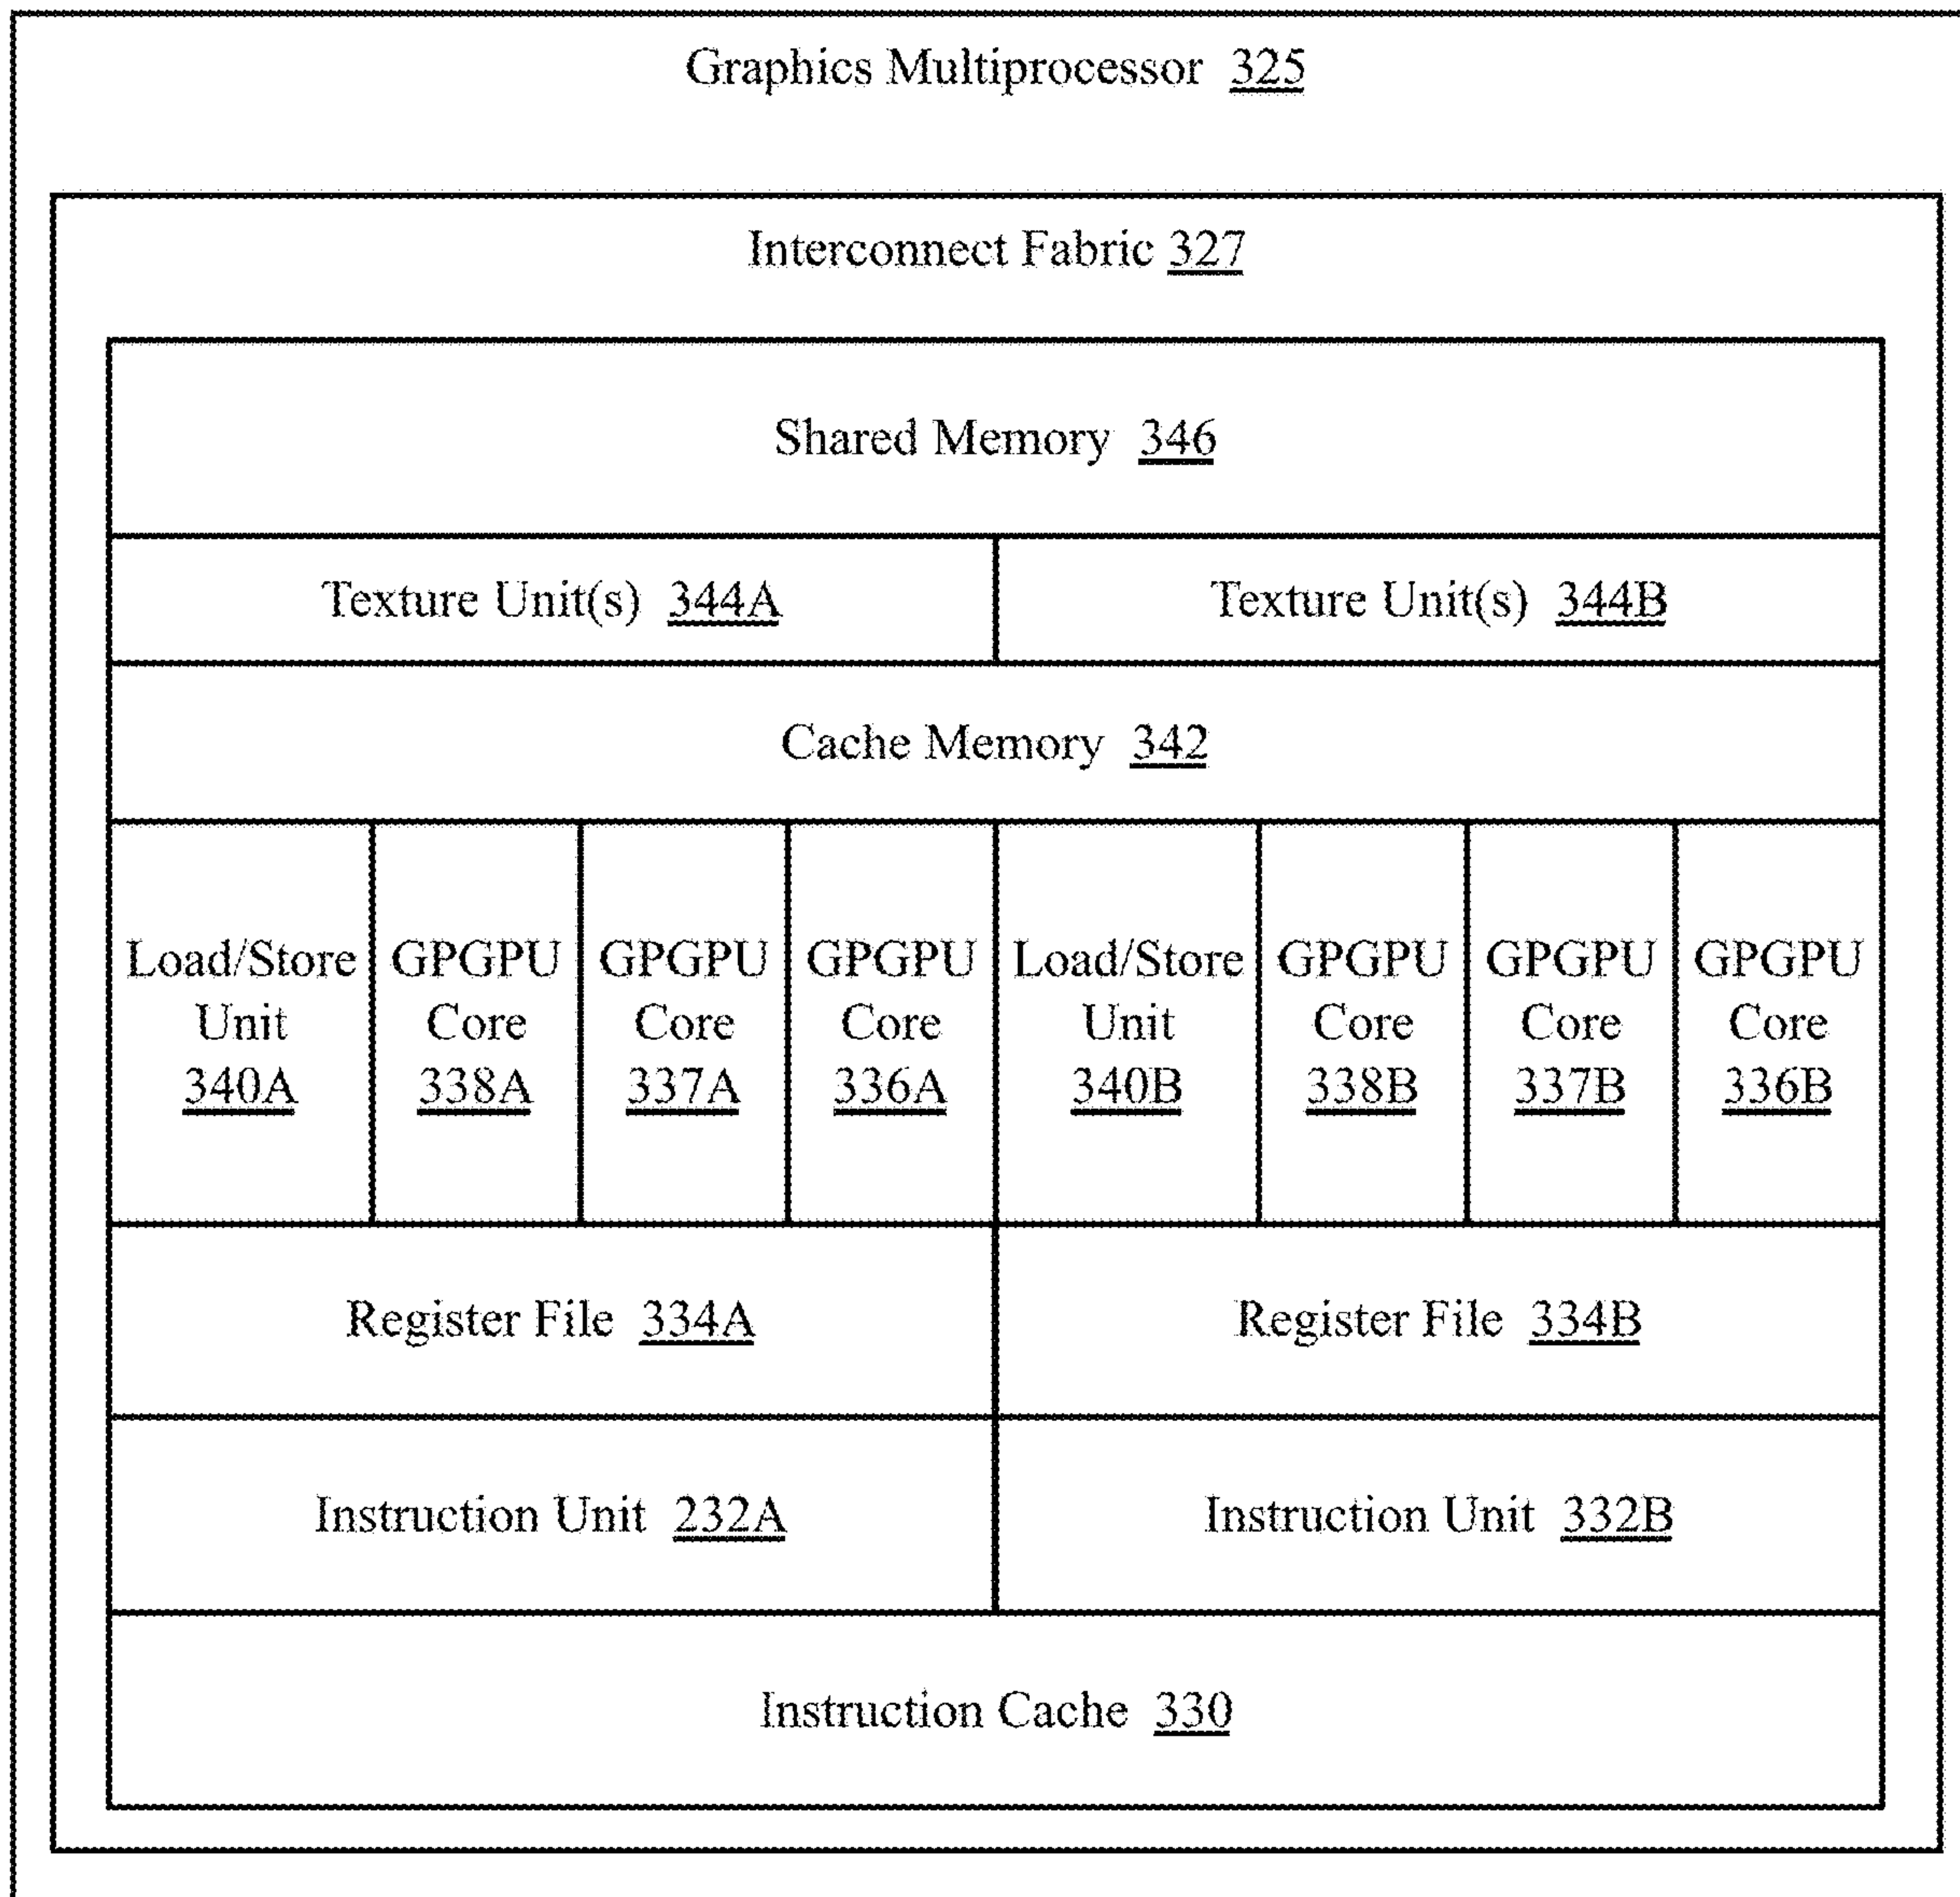 Graphics Multiprocessor 325
Interconnect Fabric 327
Shared Memory 346
Texture Unit(s) 344A
Texture Unit(s) 344B
Cache Memory 342
Load/Store
Unit
340A
GPGPU
Core
338A
GPGPU
Core
337A
GPGPU
Core
336A
Load/Store
Unit
340B
GPGPU
Core
338B
GPGPU
Core
337B
GPGPU
Core
336B
Register File 334A
Register File 334B
Instruction Unit 232A
Instruction Unit 332B
Instruction Cache 330